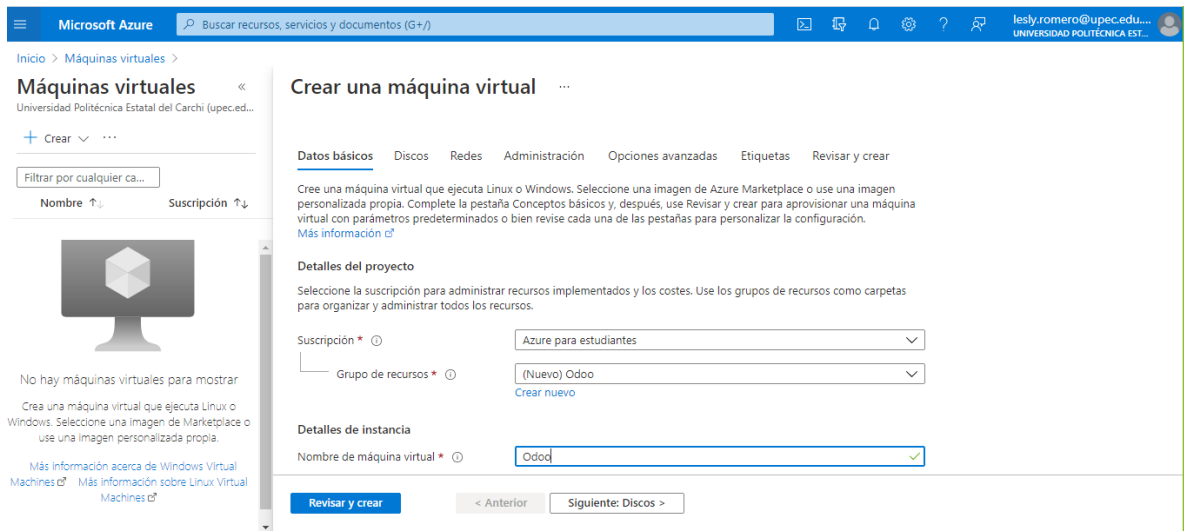 Microsoft Azure
Buscar recursos, servicios y documentos (G+/)
lesly.romero@upec.edu....
UNIVERSIDAD POLITÉCNICA EST...
Inicio > Máquinas virtuales >
Máquinas virtuales «
Universidad Politécnica Estatal del Carchi (upec.ed...
+ Crear ...
Filtrar por cualquier ca...
Nombre ↑↓ Suscripción ↑↓
No hay máquinas virtuales para mostrar
Crea una máquina virtual que ejecuta Linux o
Windows. Seleccione una imagen de Marketplace o
use una imagen personalizada propia.
Más información acerca de Windows Virtual
Machines Más información sobre Linux Virtual
Machines
Crear una máquina virtual ...
Datos básicos Discos Redes Administración Opciones avanzadas Etiquetas Revisar y crear
Cree una máquina virtual que ejecuta Linux o Windows. Seleccione una imagen de Azure Marketplace o use una imagen
personalizada propia. Complete la pestaña Conceptos básicos y, después, use Revisar y crear para aprovisionar una máquina
virtual con parámetros predeterminados o bien revise cada una de las pestañas para personalizar la configuración.
Más información
Detalles del proyecto
Seleccione la suscripción para administrar recursos implementados y los costes. Use los grupos de recursos como carpetas
para organizar y administrar todos los recursos.
Suscripción * Azure para estudiantes
Grupo de recursos * (Nuevo) Odoo
Crear nuevo
Detalles de instancia
Nombre de máquina virtual * Odoo
Revisar y crear < Anterior Siguiente: Discos >